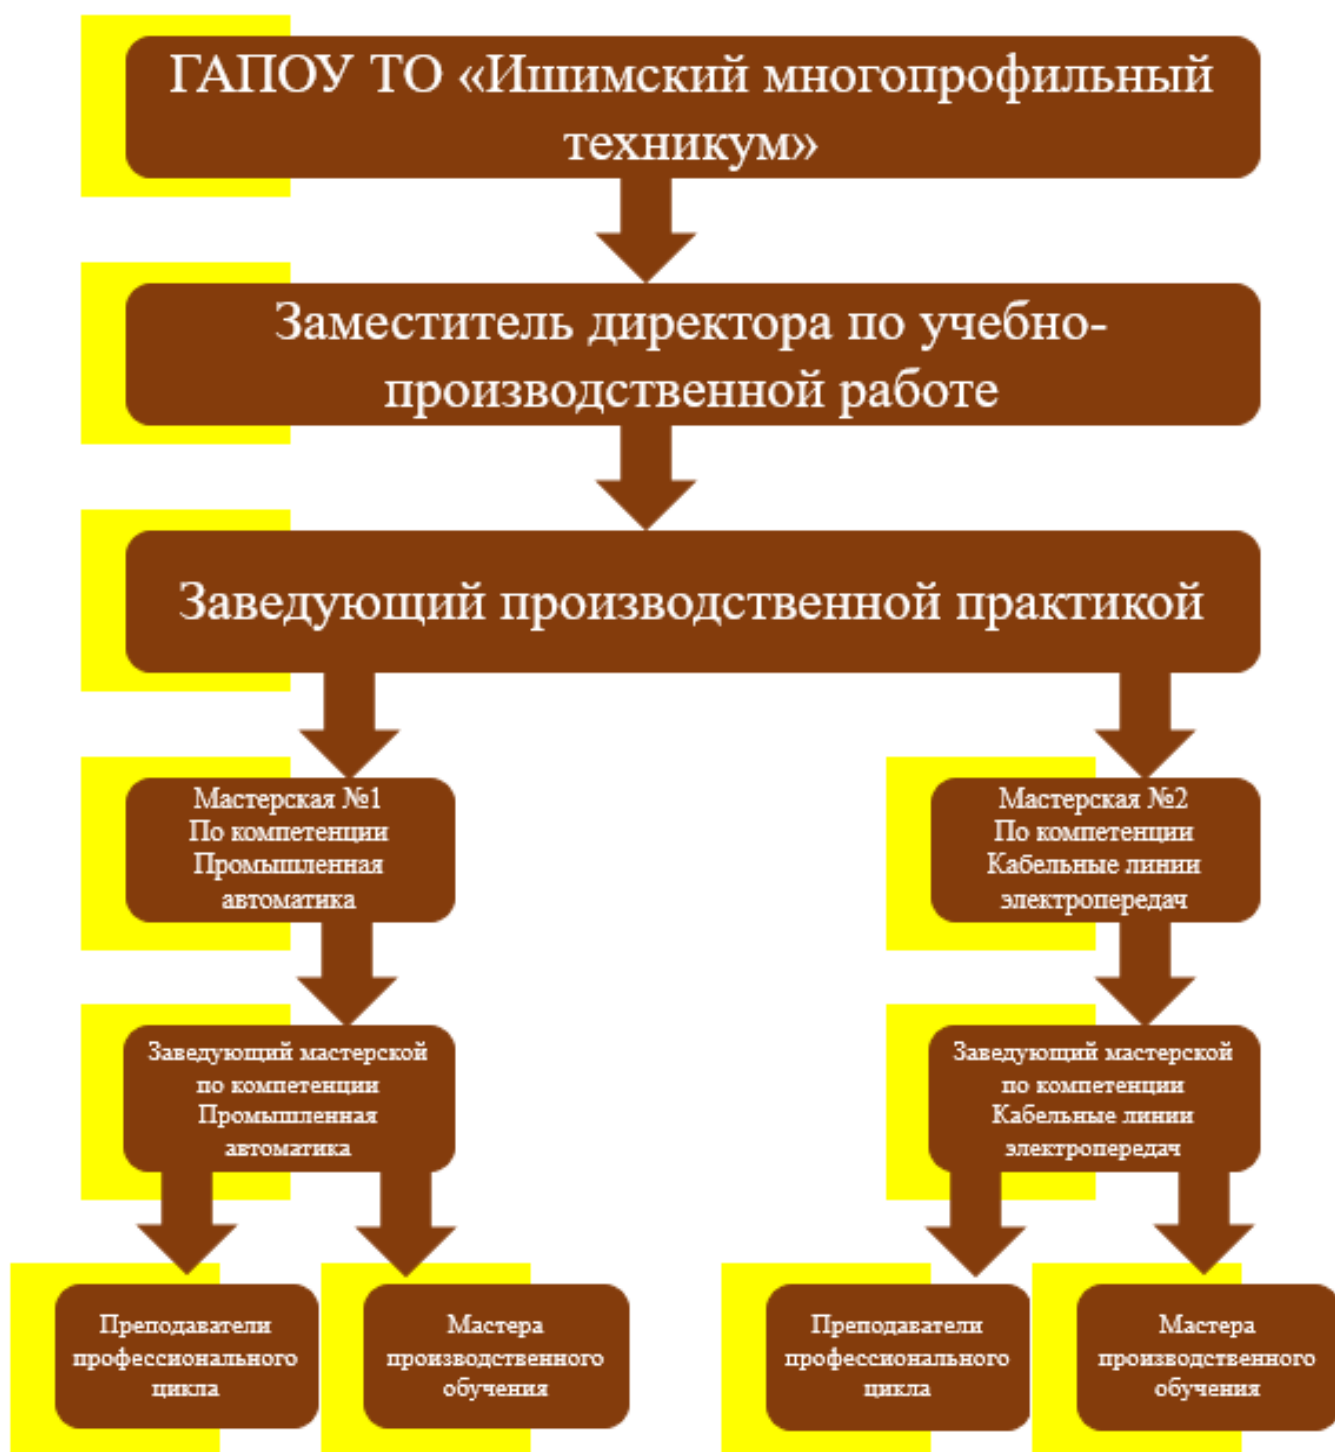 ГАПОУ ТО «Ишимский многопрофильный
техникум»
Заместитель директора по учебно-
производственной работе
Заведующий производственной практикой
Мастерская №1
По компетенции
Промышленная
автоматика
Мастерская №2
По компетенции
Кабельные линии
электропередач
Заведующий мастерской
по компетенции
Промышленная
автоматика
Заведующий мастерской
по компетенции
Кабельные линии
электропередач
Преподаватели
профессионального
цикла
Мастера
производственного
обучения
Преподаватели
профессионального
цикла
Мастера
производственного
обучения